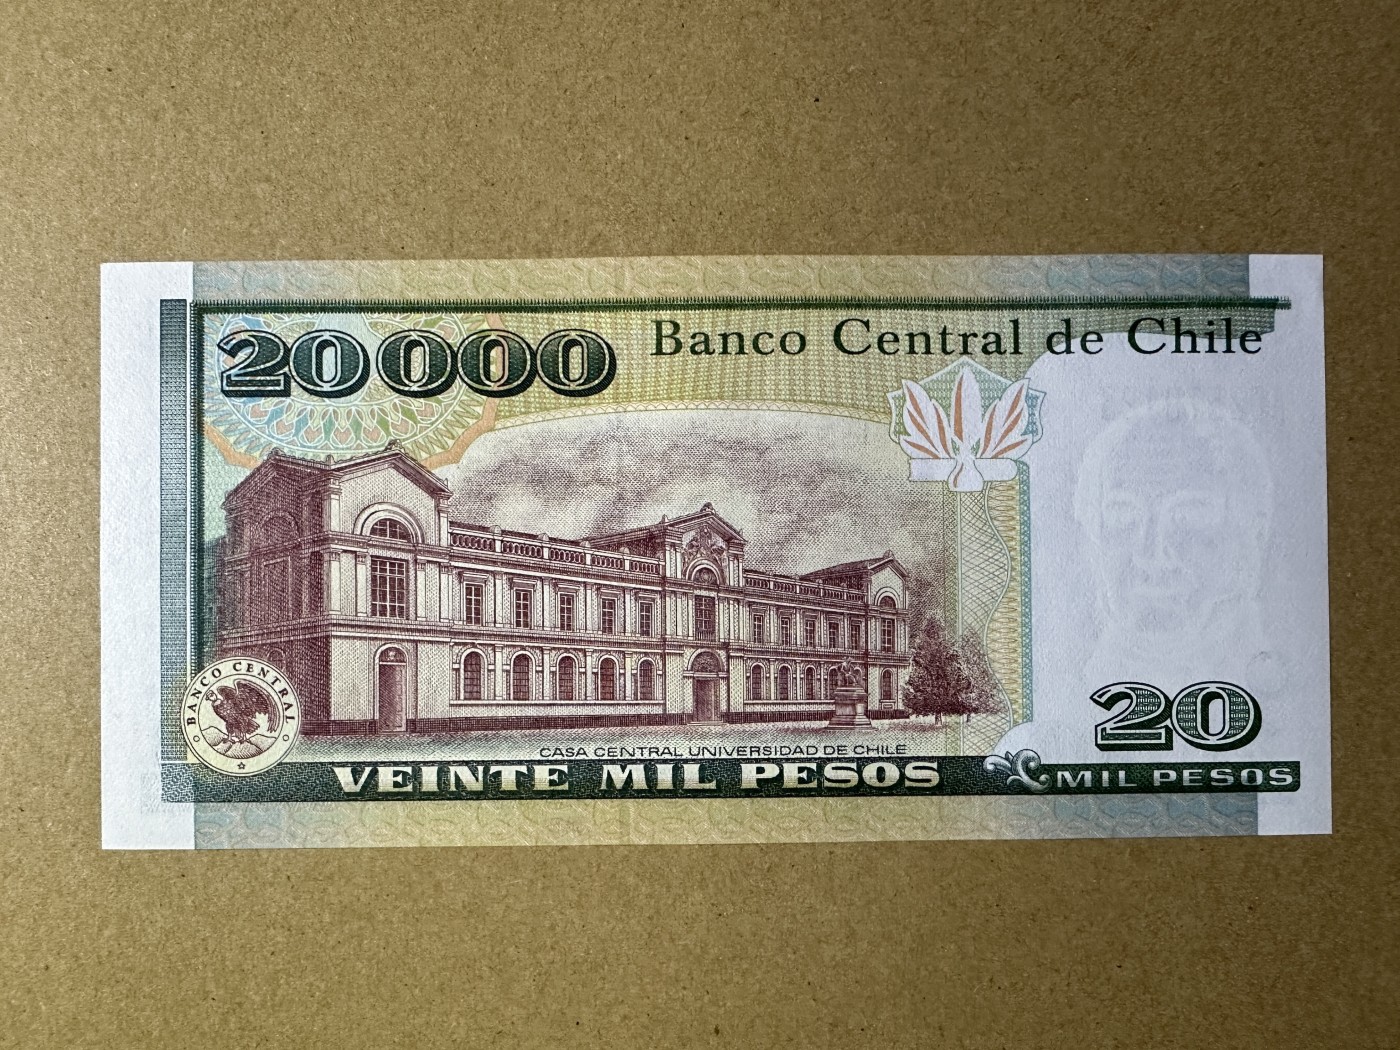 20000
Banco Central de Chile
BANCO CENTRAL
20
CASA CENTRAL UNIVERSIDAD DE CHILE
VEINTE MIL PESOS
MIL PESOS